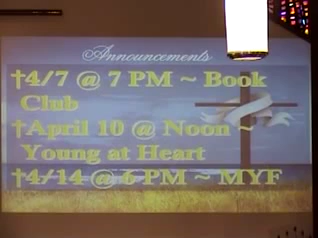 Announcements
†4/7 @ 7 PM ~ Book
Club
†April 10 @ Noon ~
Young at Heart
†4/14 @ 6 PM ~ MYF